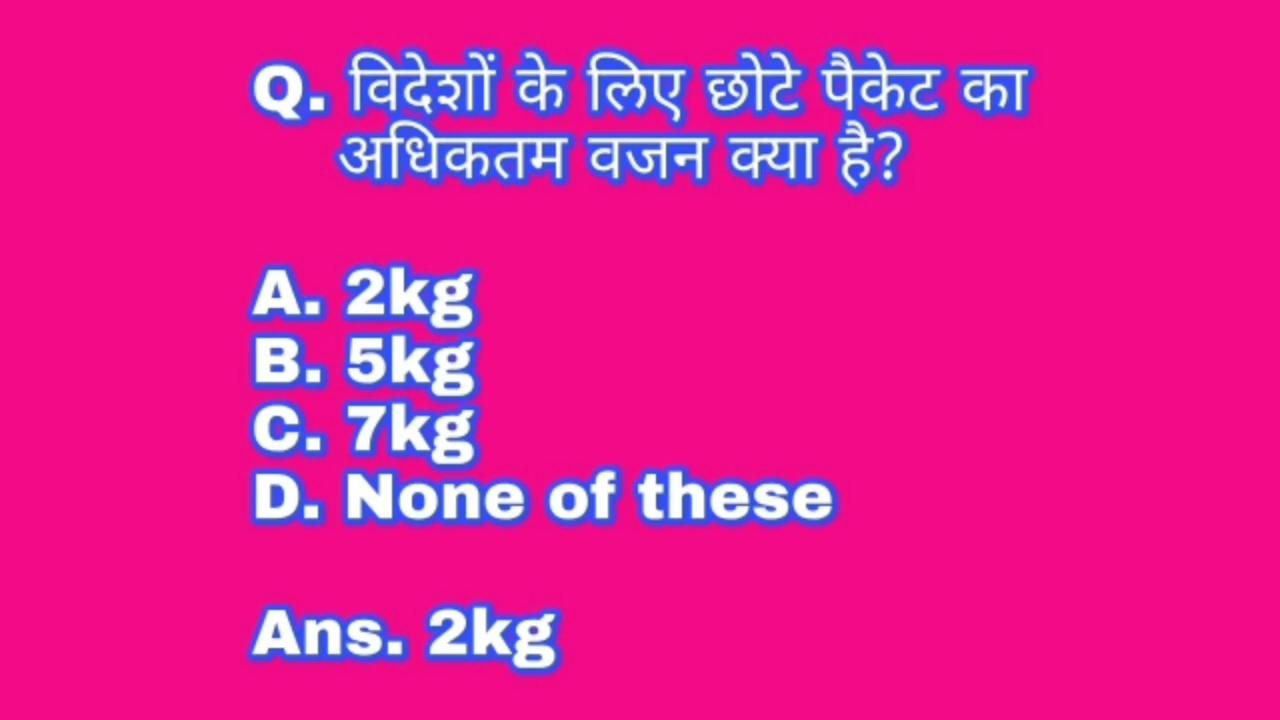 Q. विदेशों के लिए छोटे पैकेट का
अधिकतम वजन क्या है?
A. 2kg
B. 5kg
C. 7kg
D. None of these
Ans. 2kg